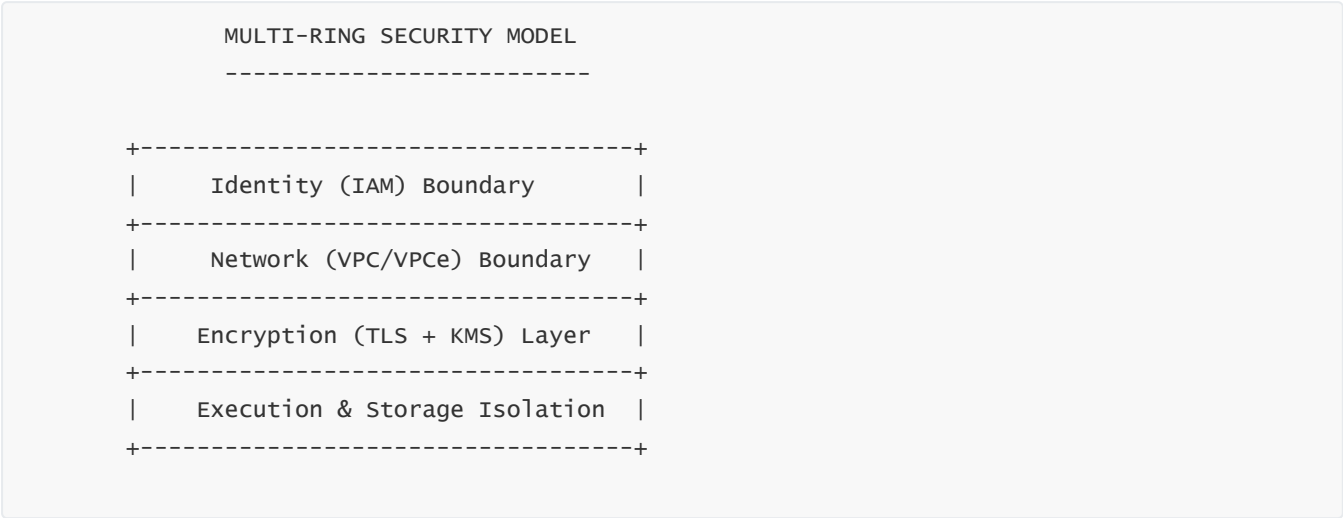 MULTI-RING SECURITY MODEL
--------------------------
+-----------------------------------+
|     Identity (IAM) Boundary       |
+-----------------------------------+
|     Network (VPC/VPCe) Boundary   |
+-----------------------------------+
|    Encryption (TLS + KMS) Layer   |
+-----------------------------------+
|    Execution & Storage Isolation  |
+-----------------------------------+